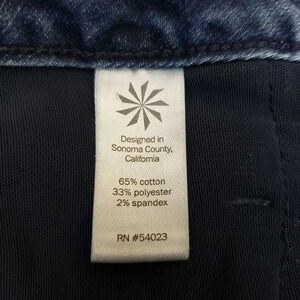 Designed in
Sonoma County,
California
65% cotton
33% polyester
2% spandex
RN #54023